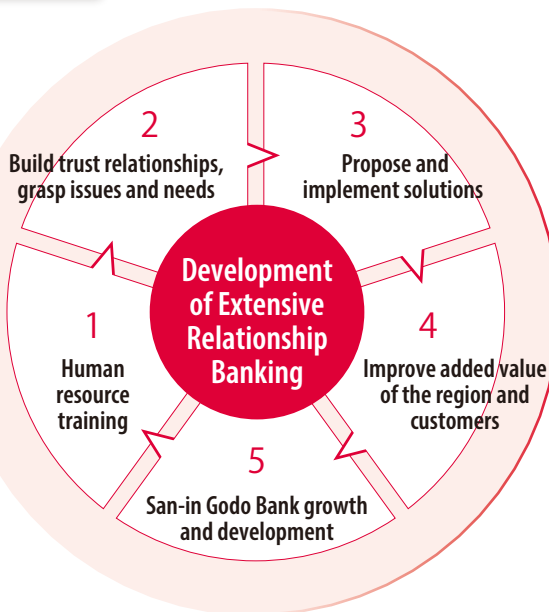 2
Build trust relationships,
grasp issues and needs
3
Propose and
implement solutions
Development
of Extensive
Relationship
Banking
1
Human
resource
training
4
Improve added value
of the region and
customers
5
San-in Godo Bank growth
and development